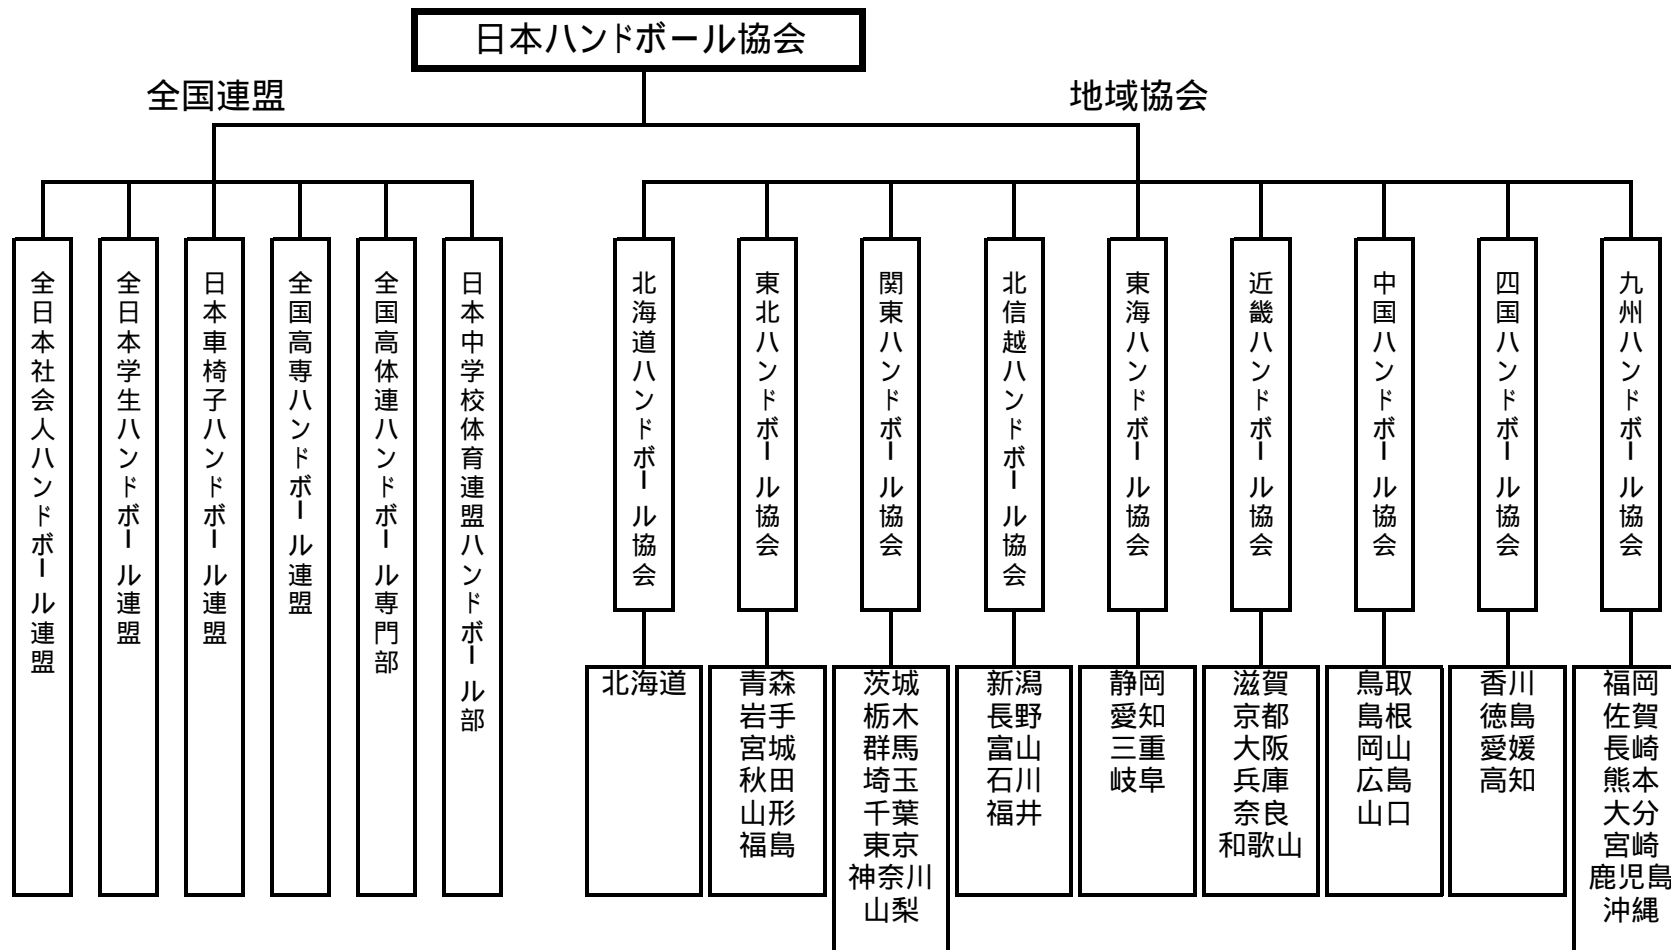 日本ハンドボール協会
全国連盟
地域協会
全日本社会人ハンドボール連盟
全日本学生ハンドボール連盟
日本車椅子ハンドボール連盟
全国高専ハンドボール連盟
全国高体連ハンドボール専門部
日本中学校体育連盟ハンドボール部
北海道ハンドボール協会
東北ハンドボール協会
関東ハンドボール協会
北信越ハンドボール協会
東海ハンドボール協会
近畿ハンドボール協会
中国ハンドボール協会
四国ハンドボール協会
九州ハンドボール協会
北海道
青森
岩手
宮城
秋田
山形
福島
茨城
栃木
群馬
埼玉
千葉
東京
神奈川
山梨
新潟
長野
富山
石川
福井
静岡
愛知
三重
岐阜
滋賀
京都
大阪
兵庫
奈良
和歌山
鳥取
島根
岡山
広島
山口
香川
徳島
愛媛
高知
福岡
佐賀
長崎
熊本
大分
宮崎
鹿児島
沖縄